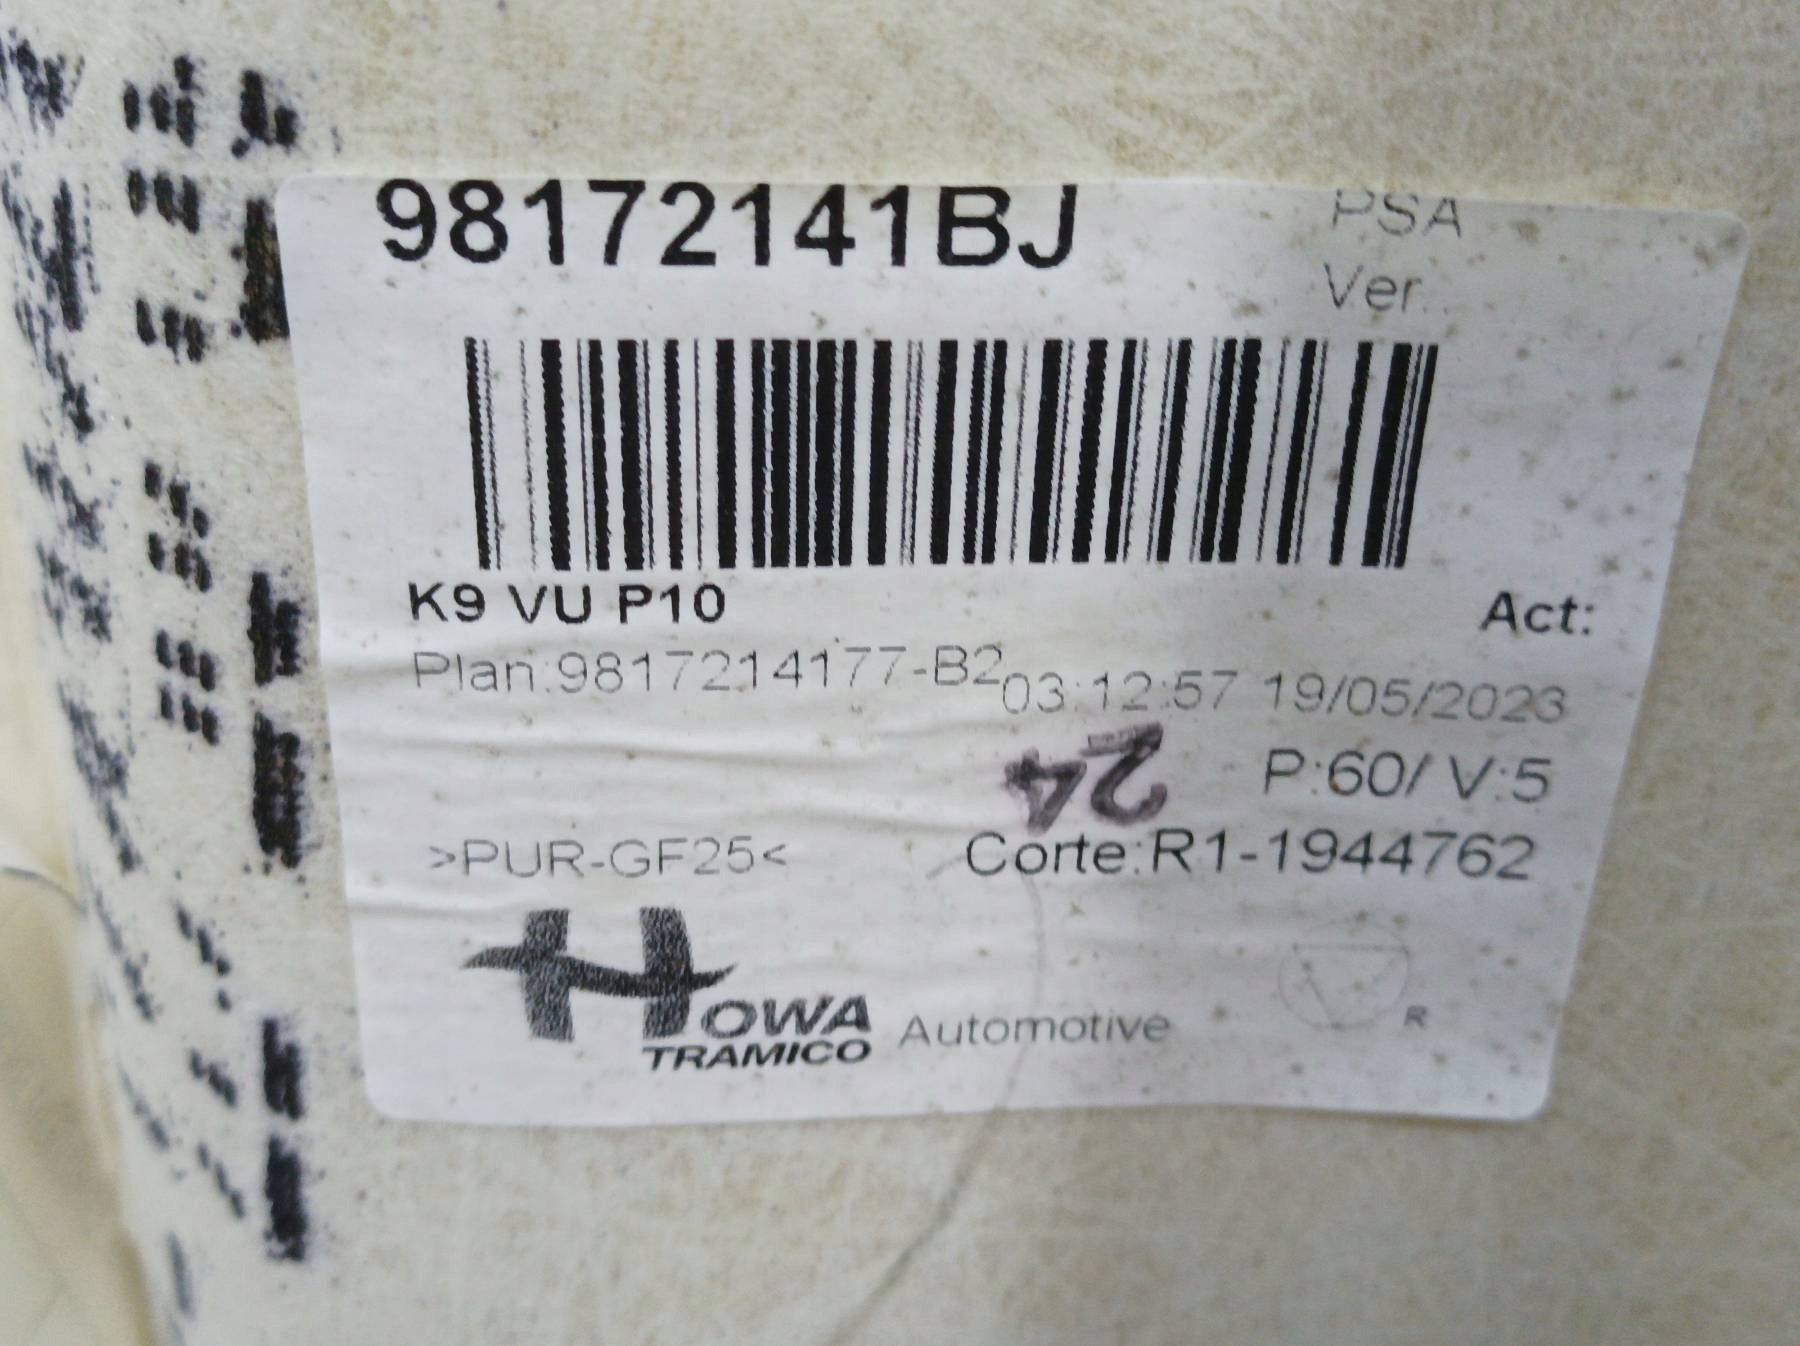 98172141BJ
PSA
Ver..
K9 VU P10
Act:
Plan:9817214177-B2
03:12:57 19/05/2023
24
P:60/ V:5
>PUR-GF25<
Corte:R1-1944762
HOWA
TRAMICO
Automotive
R